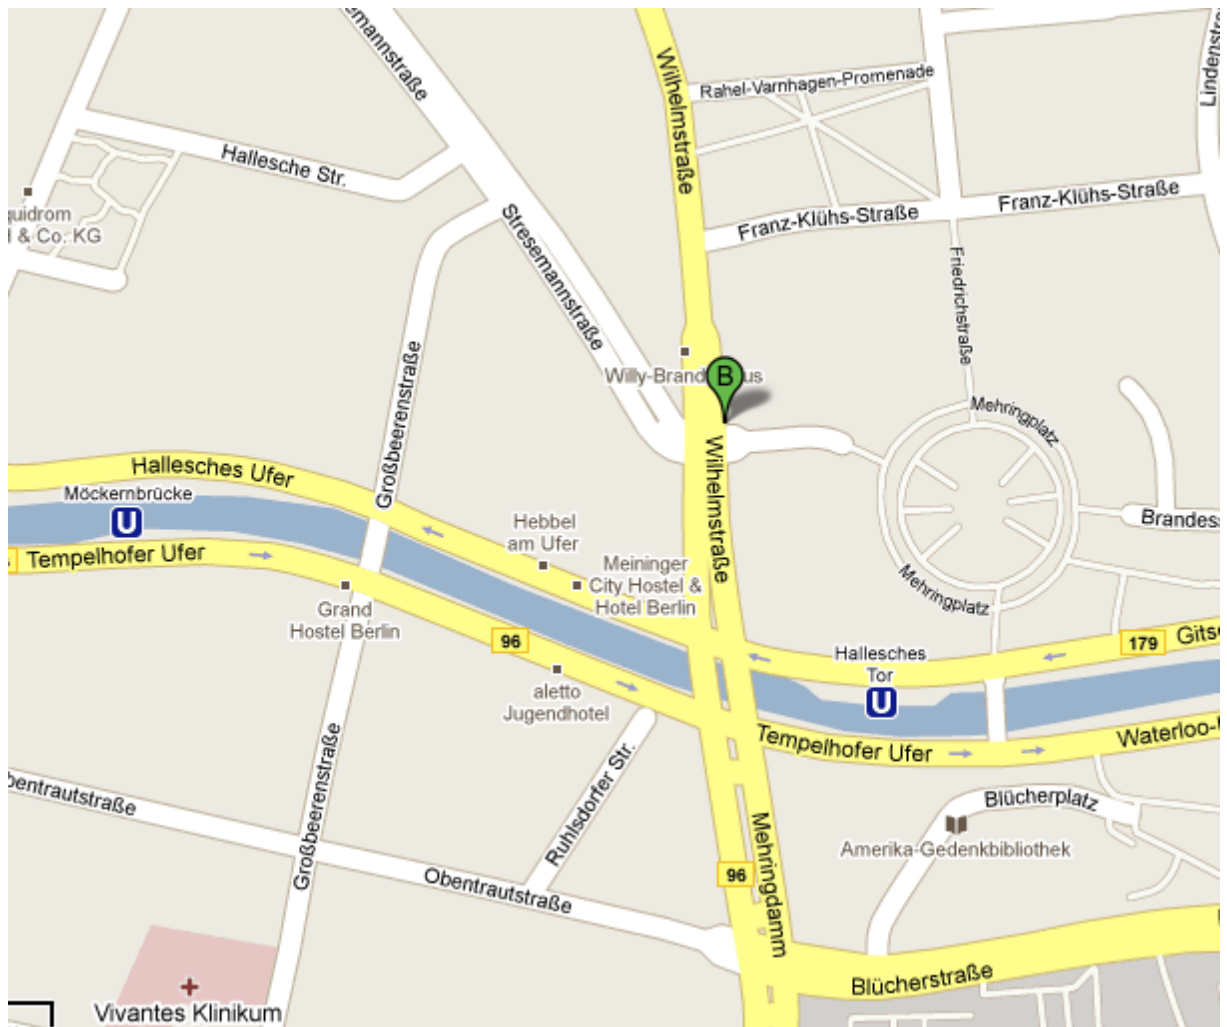 Rahel-Varnhagen-Promenade
Wilhelmstraße
Hallesche Str.
Franz-Klühs-Straße
Franz-Klühs-Straße
& Co. KG
Stresemannstraße
Friedrichstraße
Großbeerenstraße
B
Mehringplatz
Hallesches Ufer
Möckernbrücke
U
Wilhelmstraße
Hebbel
am Ufer
Tempelhofer Ufer
Meininger
City Hostel &
Hotel Berlin
Mehringplatz
Grand
Hostel Berlin
96
179
Hallesches
Tor
U
aletto
Jugendhotel
Tempelhofer Ufer
Großbeerenstraße
Ruhlsdorfer Str.
Blücherplatz
Amerika-Gedenkbibliothek
Mehringdamm
96
Obentrautstraße
Blücherstraße
Vivantes Klinikum